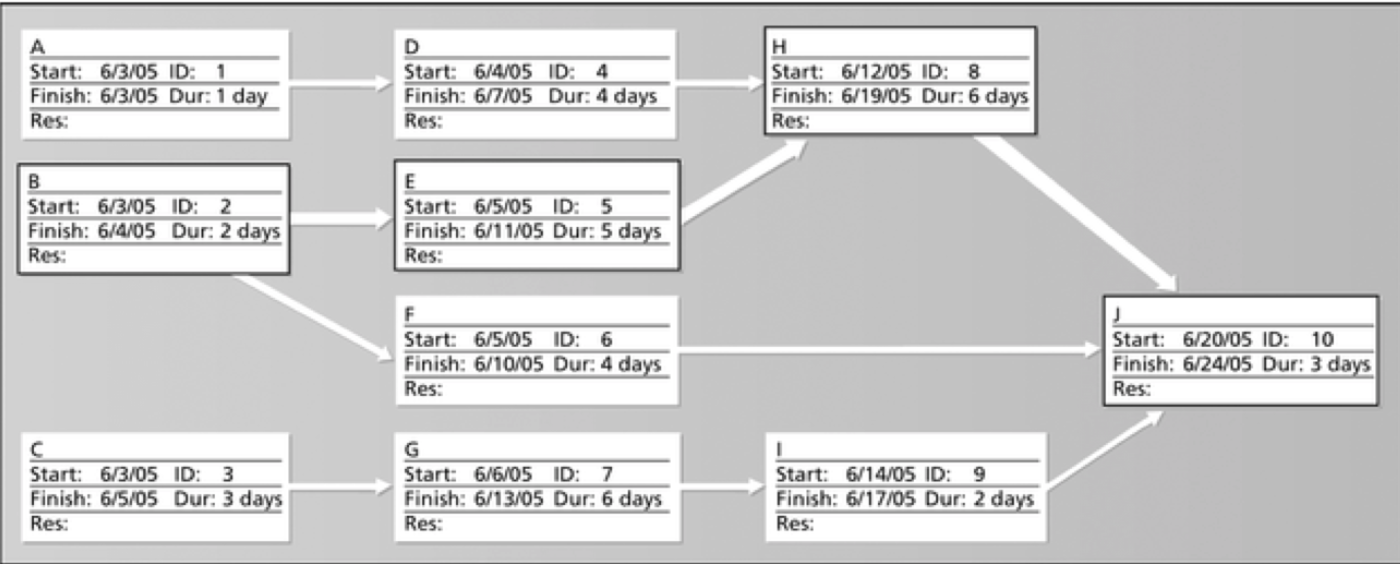 A
Start: 6/3/05 ID: 1
Finish: 6/3/05 Dur: 1 day
Res:
D
Start: 6/4/05 ID: 4
Finish: 6/7/05 Dur: 4 days
Res:
H
Start: 6/12/05 ID: 8
Finish: 6/19/05 Dur: 6 days
Res:
B
Start: 6/3/05 ID: 2
Finish: 6/4/05 Dur: 2 days
Res:
E
Start: 6/5/05 ID: 5
Finish: 6/11/05 Dur: 5 days
Res:
F
Start: 6/5/05 ID: 6
Finish: 6/10/05 Dur: 4 days
Res:
J
Start: 6/20/05 ID: 10
Finish: 6/24/05 Dur: 3 days
Res:
C
Start: 6/3/05 ID: 3
Finish: 6/5/05 Dur: 3 days
Res:
G
Start: 6/6/05 ID: 7
Finish: 6/13/05 Dur: 6 days
Res:
I
Start: 6/14/05 ID: 9
Finish: 6/17/05 Dur: 2 days
Res: